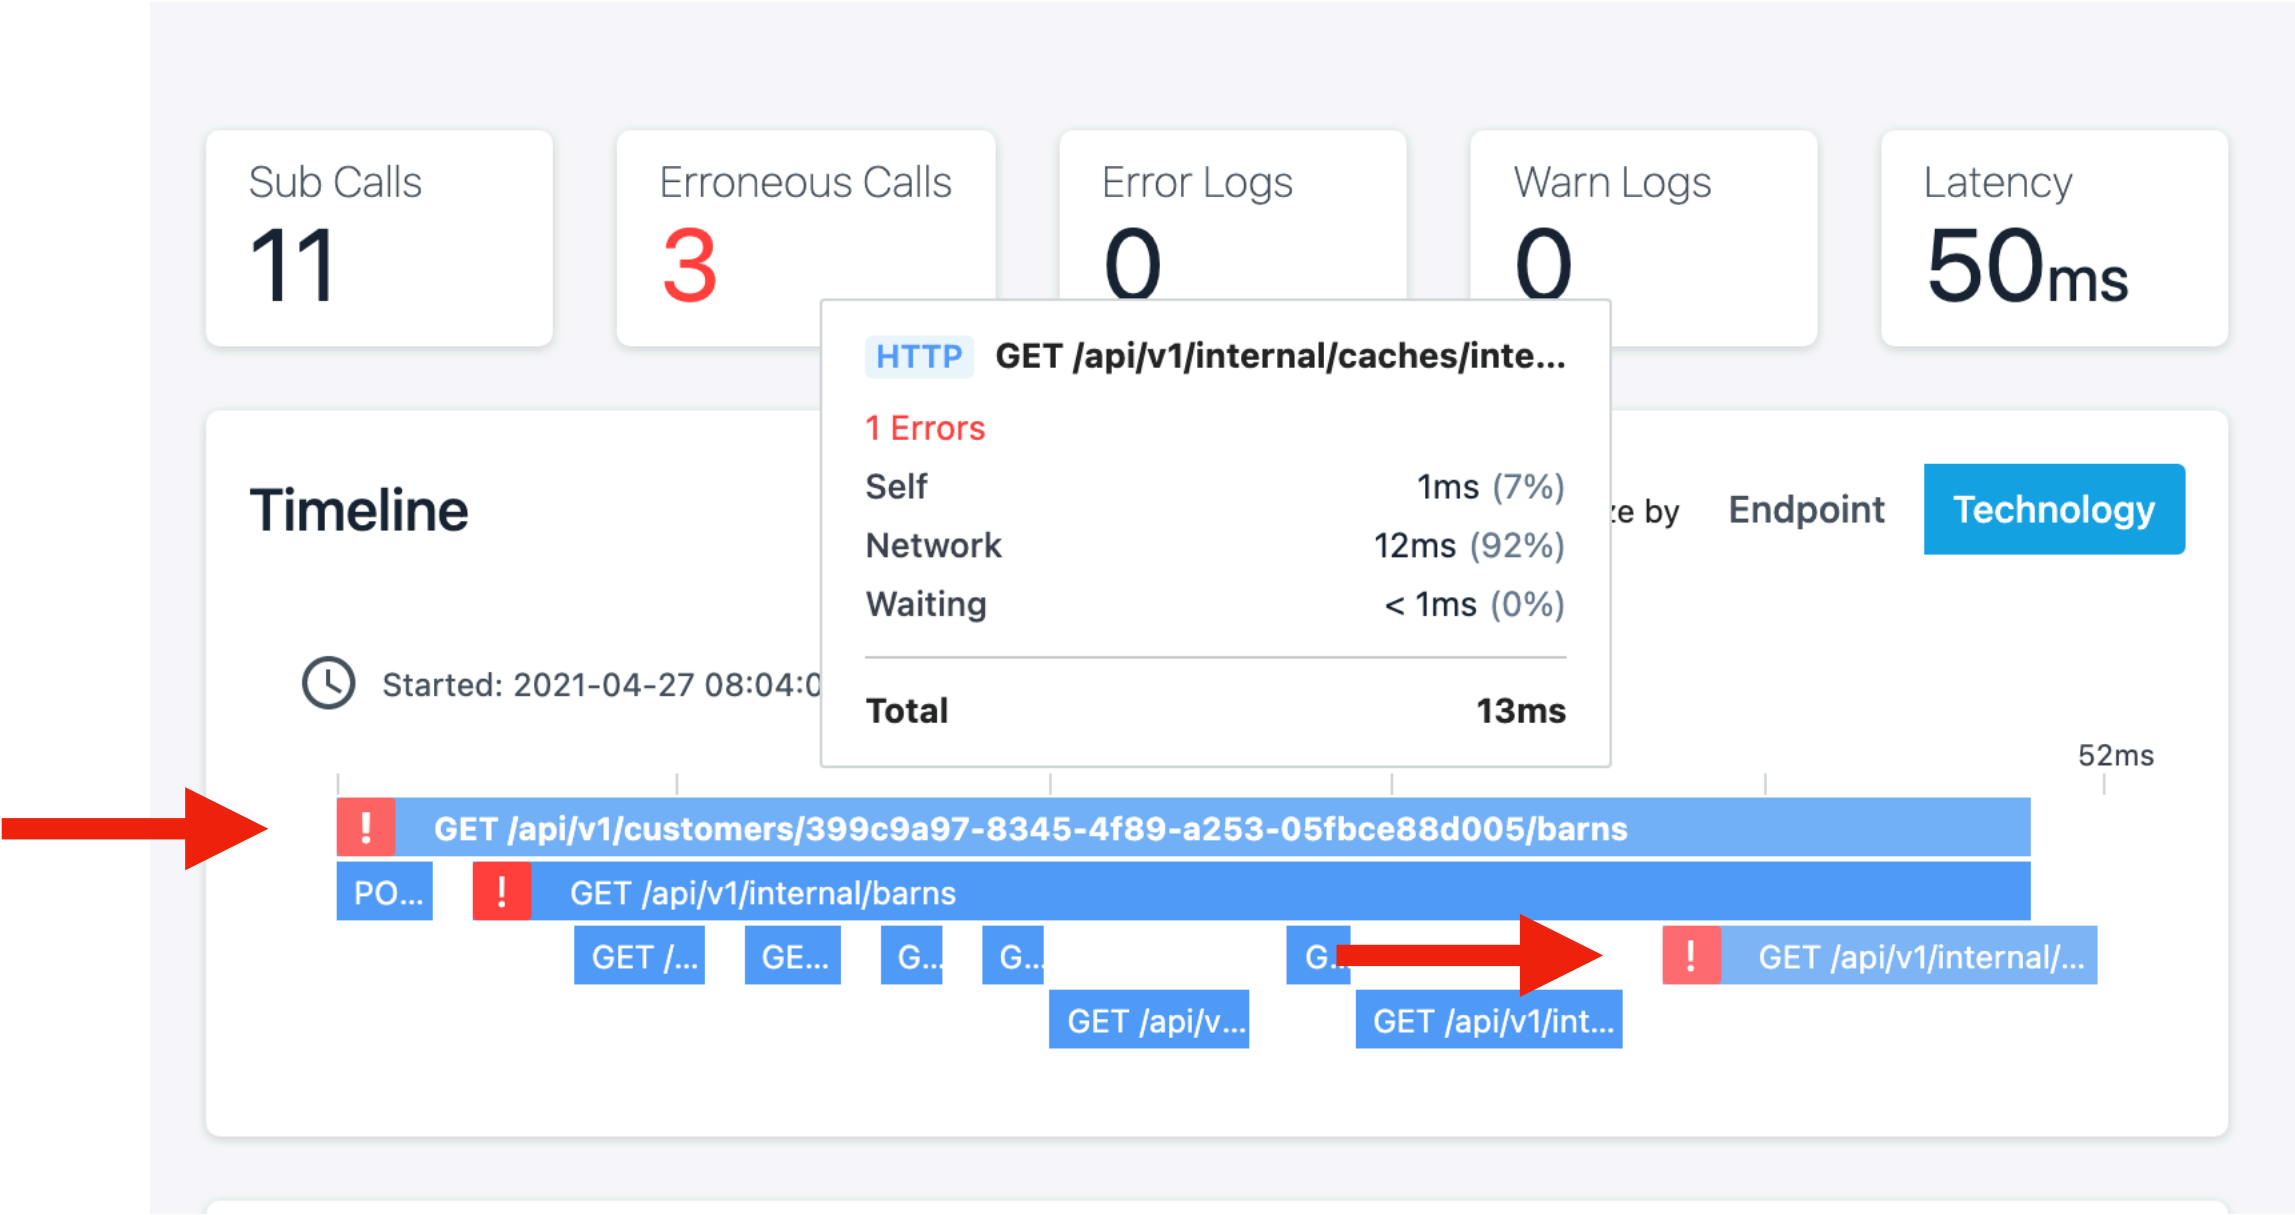 Sub Calls
11
Erroneous Calls
3
Error Logs
0
Warn Logs
0
Latency
50ms
HTTP GET /api/v1/internal/caches/inte...
1 Errors
Self 1ms (7%)
Network 12ms (92%)
Waiting < 1ms (0%)
Total 13ms
Timeline
by Endpoint Technology
Started: 2021-04-27 08:04:0
52ms
! GET /api/v1/customers/399c9a97-8345-4f89-a253-05fbce88d005/barns
PO... ! GET /api/v1/internal/barns
GET /... GE... G... G... G... ! GET /api/v1/internal/...
GET /api/v... GET /api/v1/int...